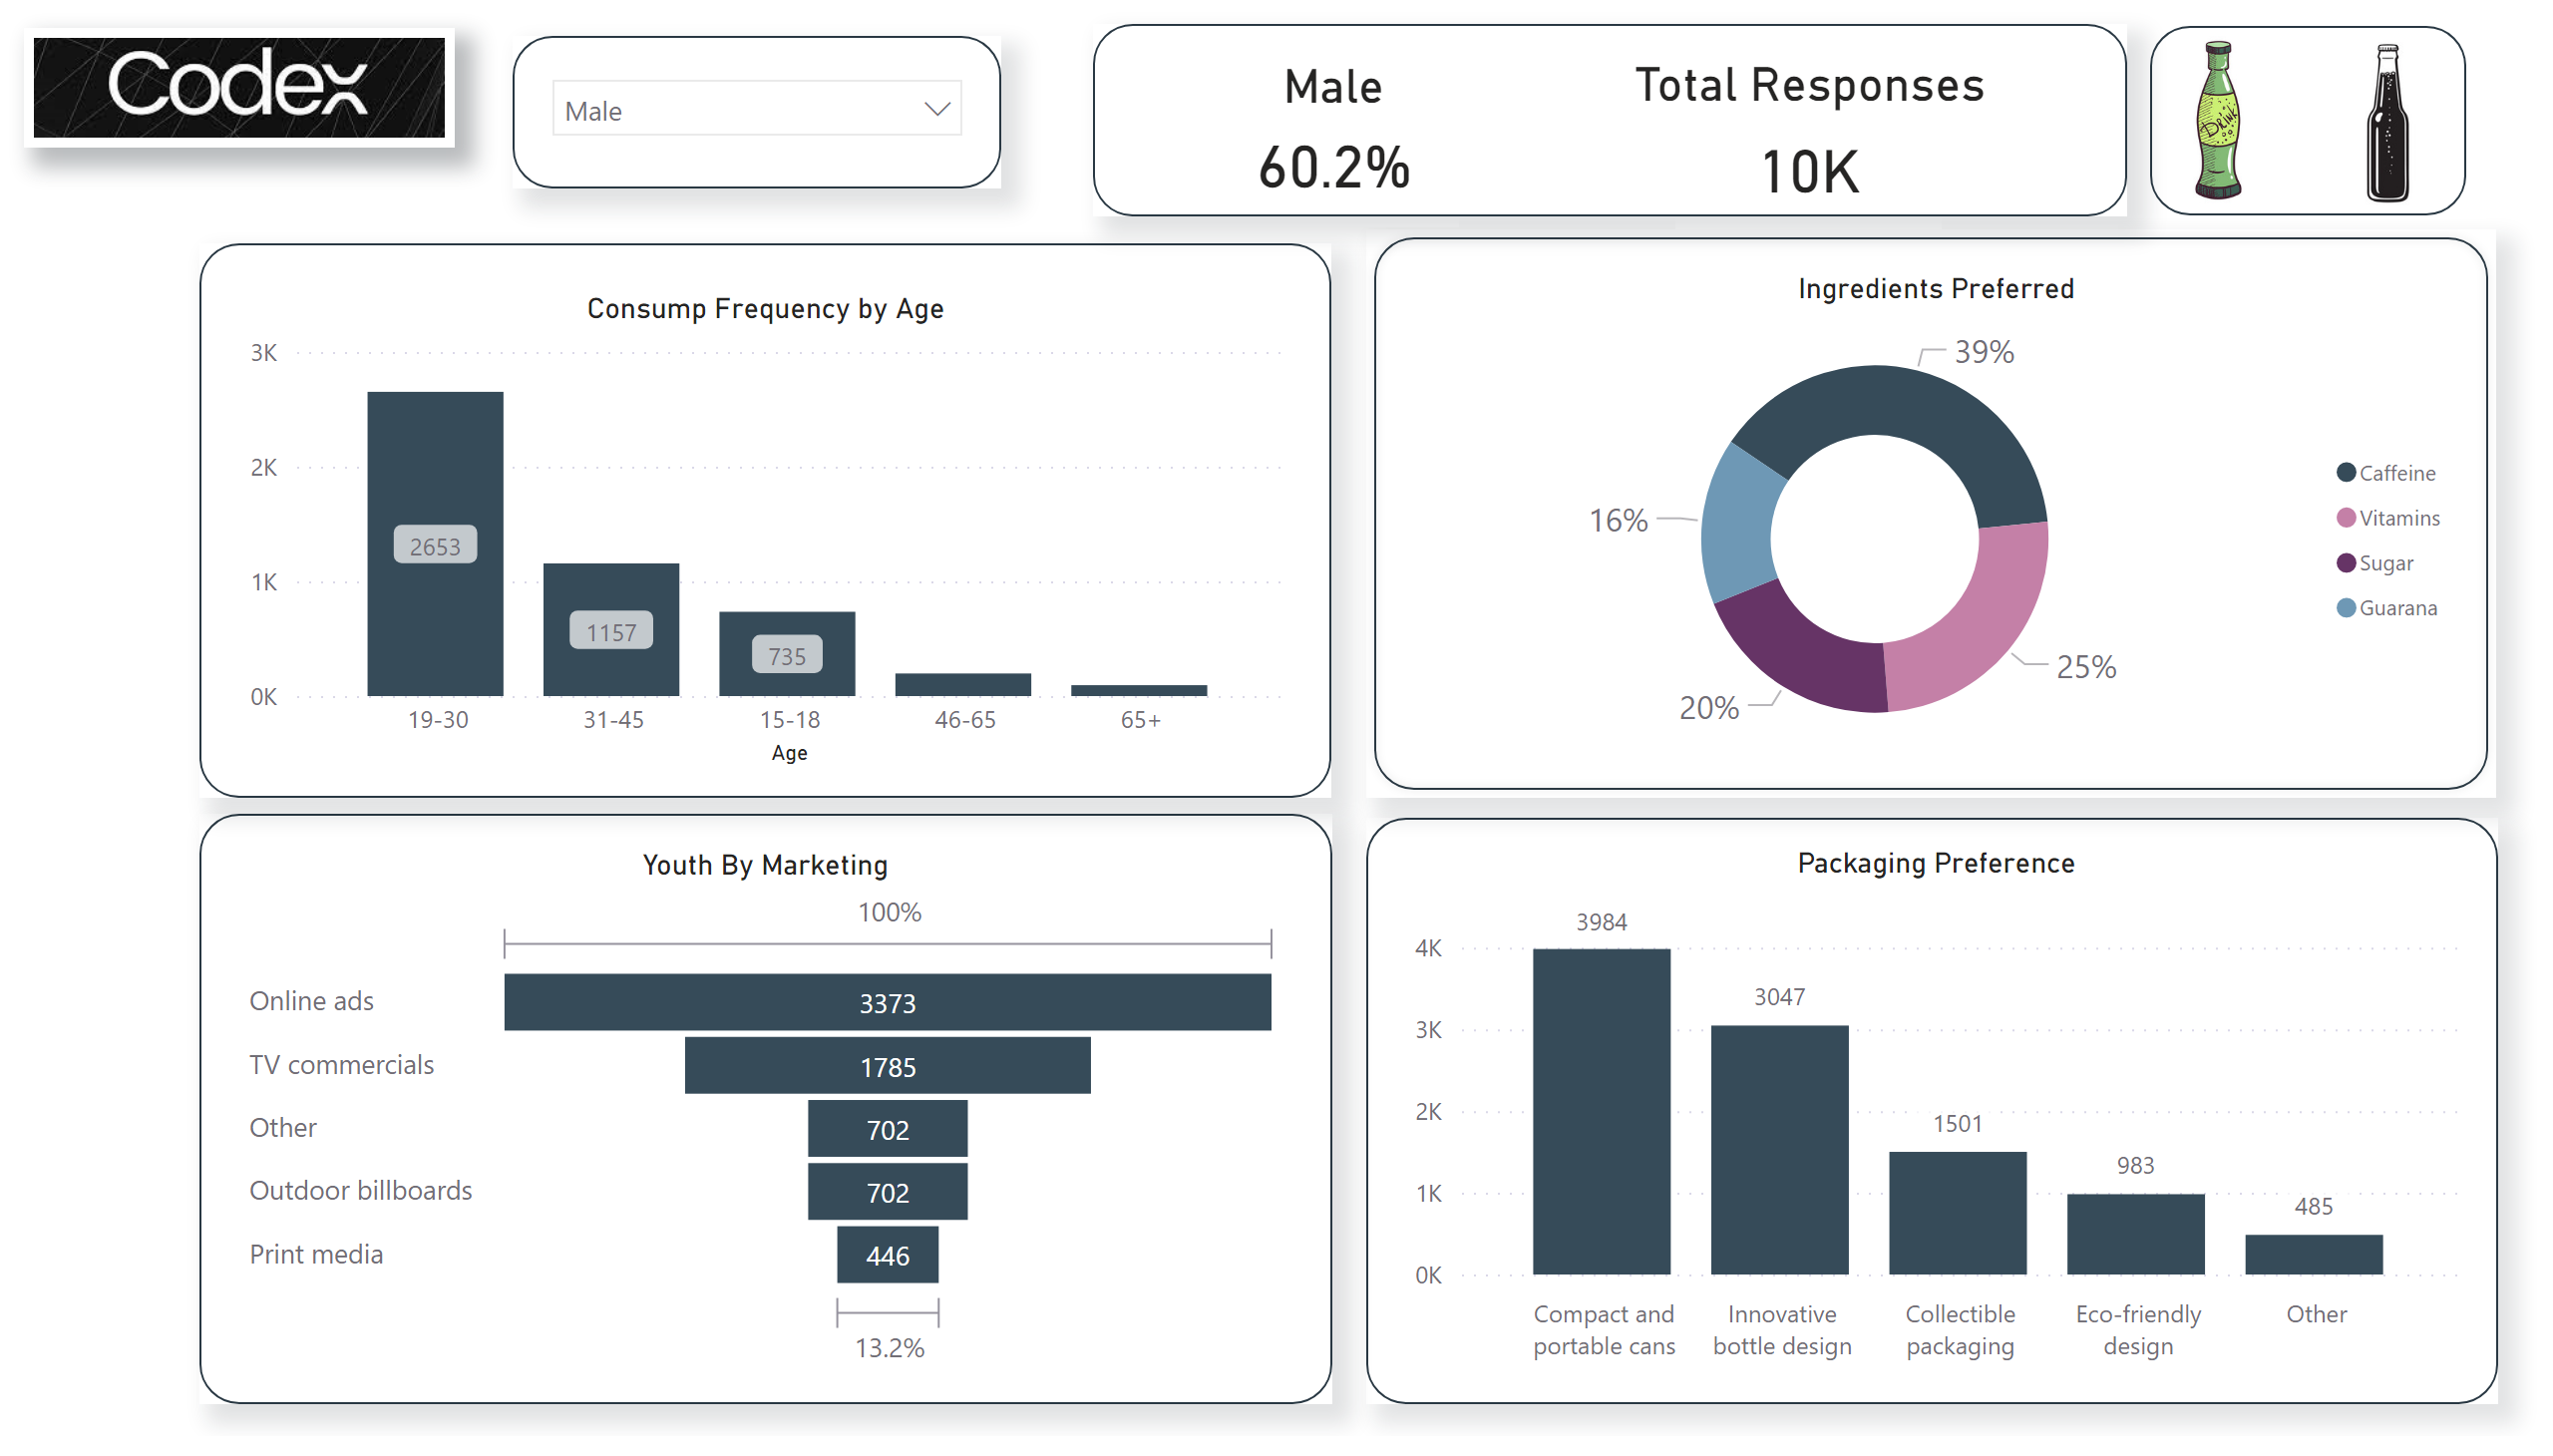 Codex
Male
Male
60.2%
Total Responses
10K
DRINK
Consump Frequency by Age
3K
2K
1K
0K
2653
1157
735
19-30
31-45
15-18
46-65
65+
Age
Ingredients Preferred
39%
16%
25%
20%
Caffeine
Vitamins
Sugar
Guarana
Youth By Marketing
100%
Online ads
3373
TV commercials
1785
Other
702
Outdoor billboards
702
Print media
446
13.2%
Packaging Preference
4K
3K
2K
1K
0K
3984
3047
1501
983
485
Compact and
portable cans
Innovative
bottle design
Collectible
packaging
Eco-friendly
design
Other